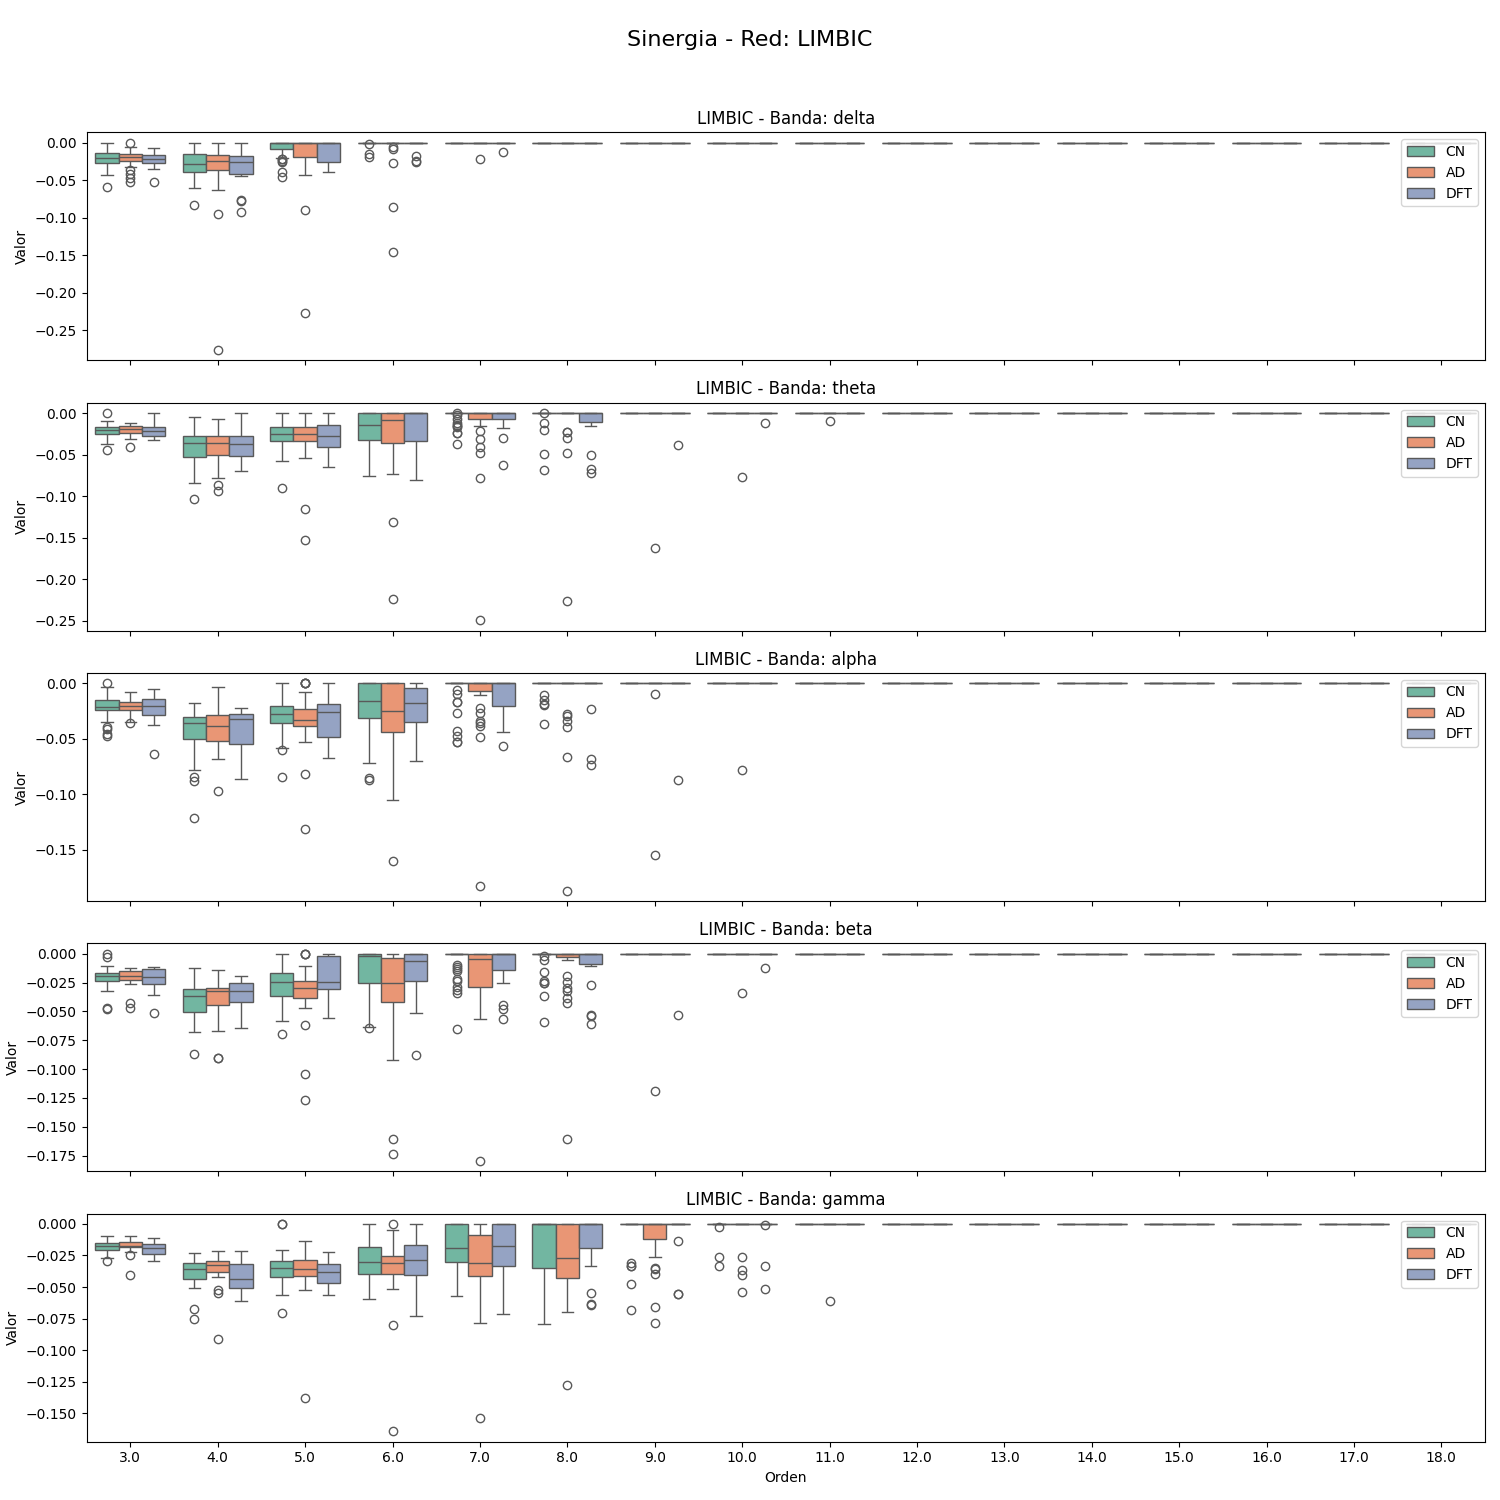 Sinergia - Red: LIMBIC
LIMBIC - Banda: delta
0.00
−0.05
−0.10
−0.15
−0.20
−0.25
Valor
CN
AD
DFT
LIMBIC - Banda: theta
0.00
−0.05
−0.10
−0.15
−0.20
−0.25
Valor
CN
AD
DFT
LIMBIC - Banda: alpha
0.00
−0.05
−0.10
−0.15
Valor
CN
AD
DFT
LIMBIC - Banda: beta
0.000
−0.025
−0.050
−0.075
−0.100
−0.125
−0.150
−0.175
Valor
CN
AD
DFT
LIMBIC - Banda: gamma
0.000
−0.025
−0.050
−0.075
−0.100
−0.125
−0.150
Valor
CN
AD
DFT
3.0 4.0 5.0 6.0 7.0 8.0 9.0 10.0 11.0 12.0 13.0 14.0 15.0 16.0 17.0 18.0
Orden